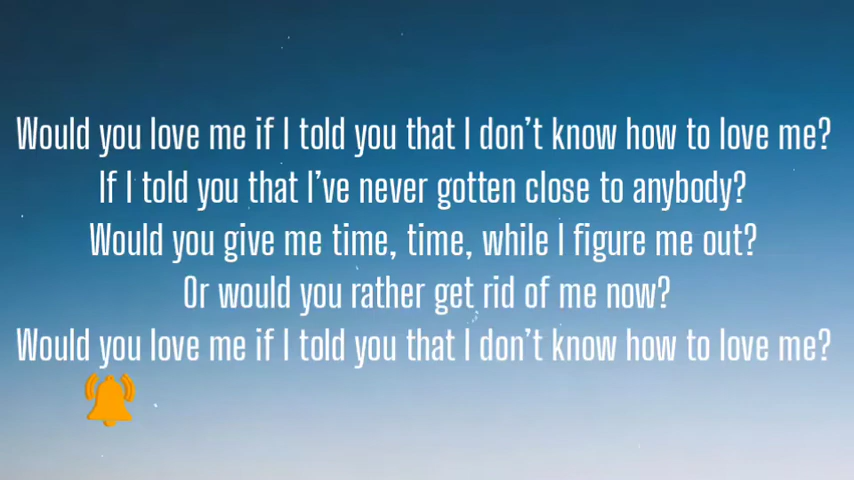 Would you love me if I told you that I don't know how to love me?
If I told you that I've never gotten close to anybody?
Would you give me time, time, while I figure me out?
Or would you rather get rid of me now?
Would you love me if I told you that I don't know how to love me?